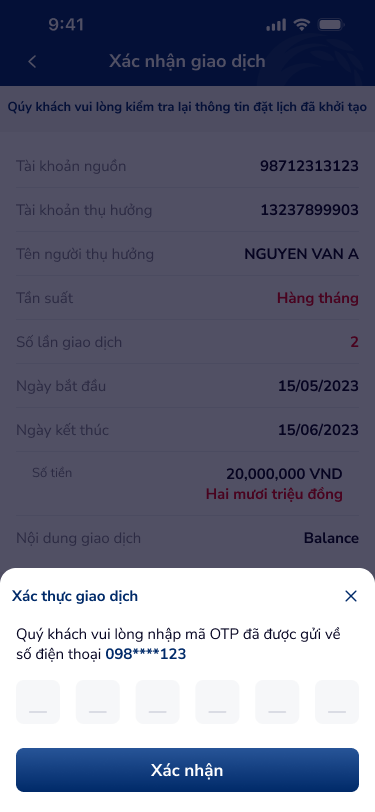 9:41
Xác nhận giao dịch
Qúy khách vui lòng kiểm tra lại thông tin đặt lịch đã khởi tạo
Tài khoản nguồn 98712313123
Tài khoản thụ hưởng 13237899903
Tên người thụ hưởng NGUYEN VAN A
Tần suất Hàng tháng
Số lần giao dịch 2
Ngày bắt đầu 15/05/2023
Ngày kết thúc 15/06/2023
Số tiền 20,000,000 VND
Hai mươi triệu đồng
Nội dung giao dịch Balance
Xác thực giao dịch
Quý khách vui lòng nhập mã OTP đã được gửi về
số điện thoại 098****123
Xác nhận